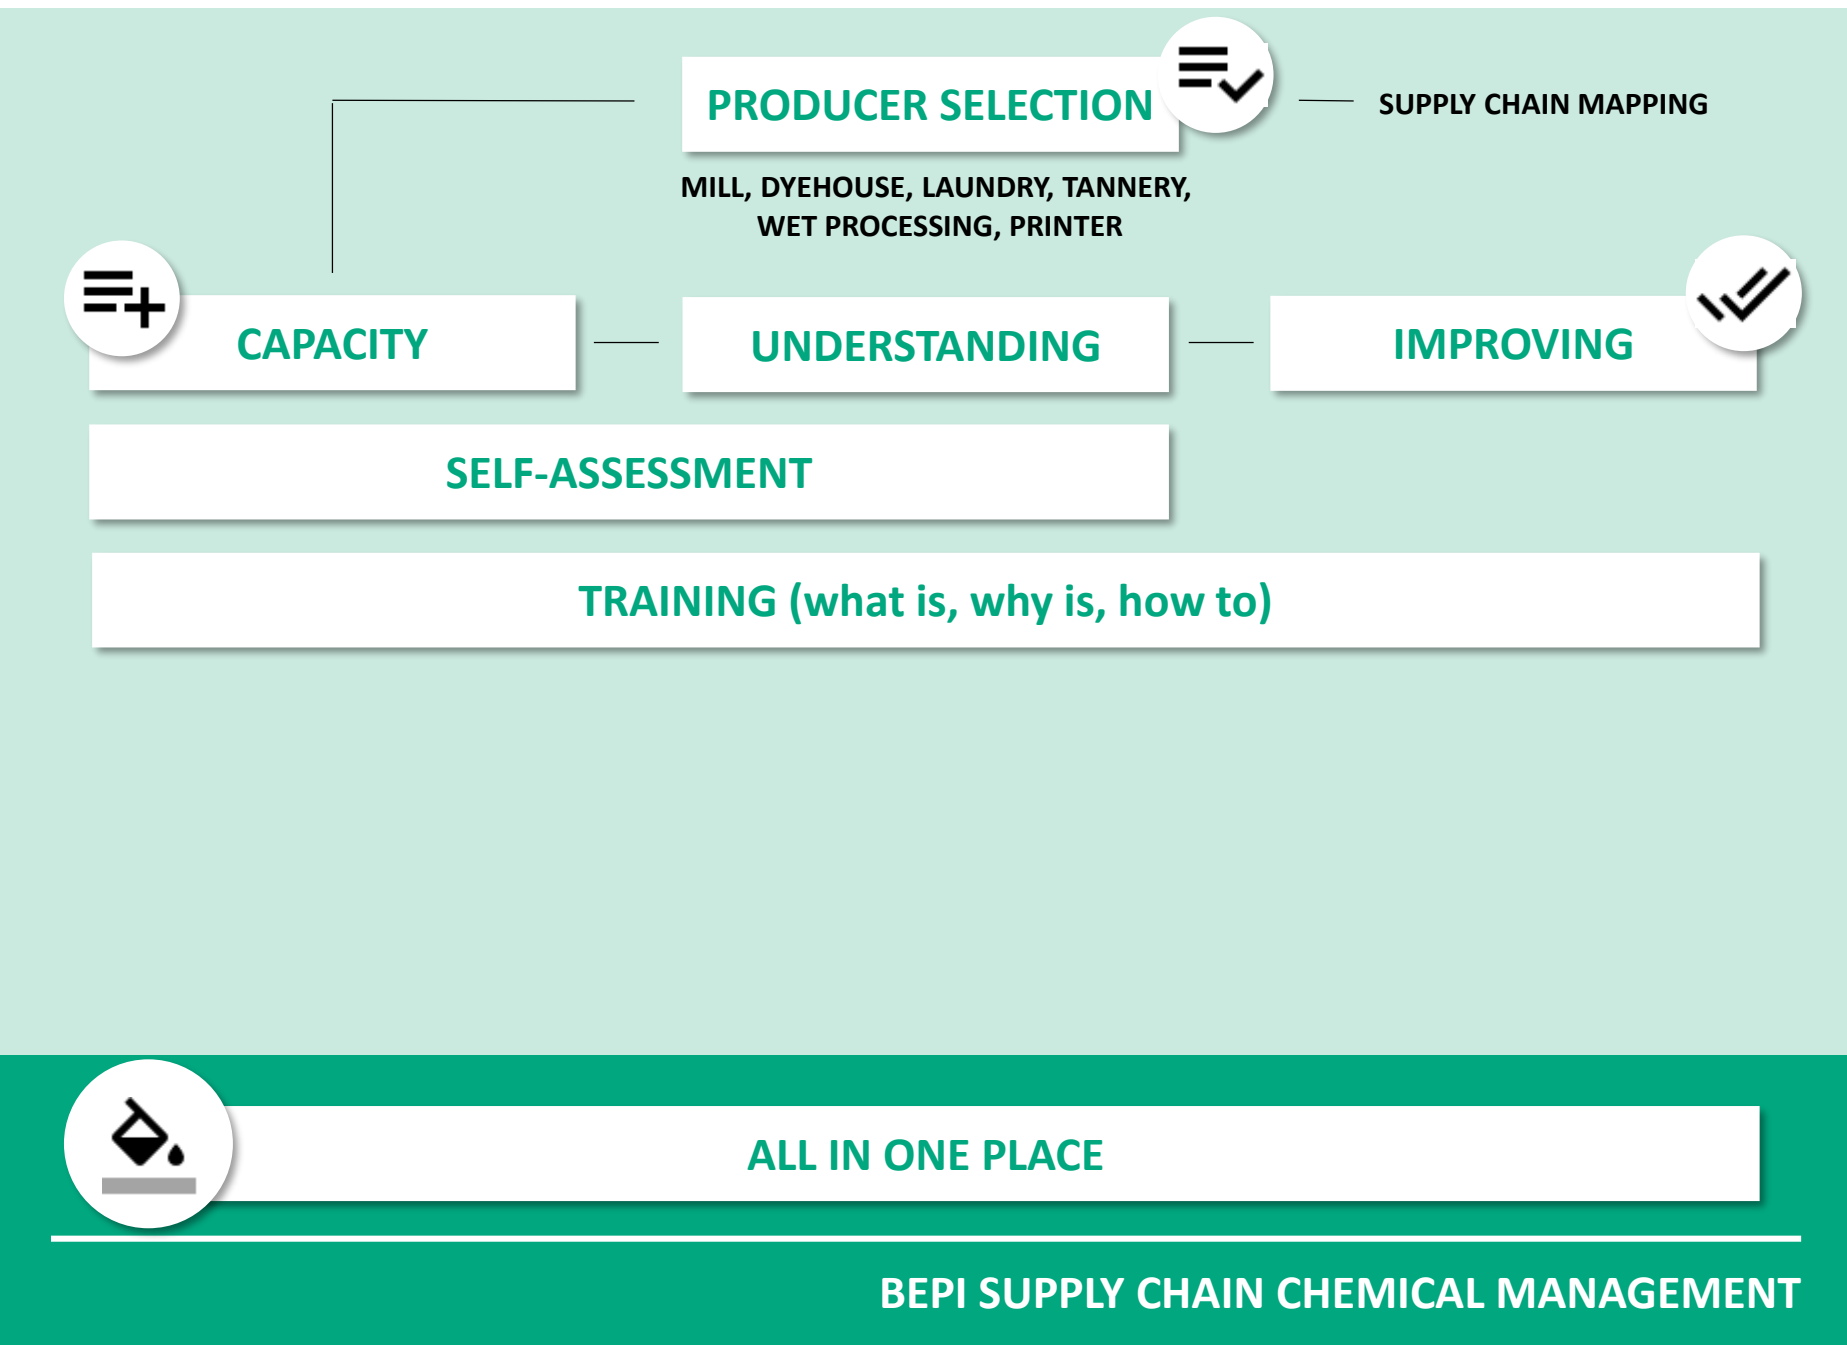 PRODUCER SELECTION
SUPPLY CHAIN MAPPING
MILL, DYEHOUSE, LAUNDRY, TANNERY,
WET PROCESSING, PRINTER
CAPACITY
UNDERSTANDING
IMPROVING
SELF-ASSESSMENT
TRAINING (what is, why is, how to)
ALL IN ONE PLACE
BEPI SUPPLY CHAIN CHEMICAL MANAGEMENT